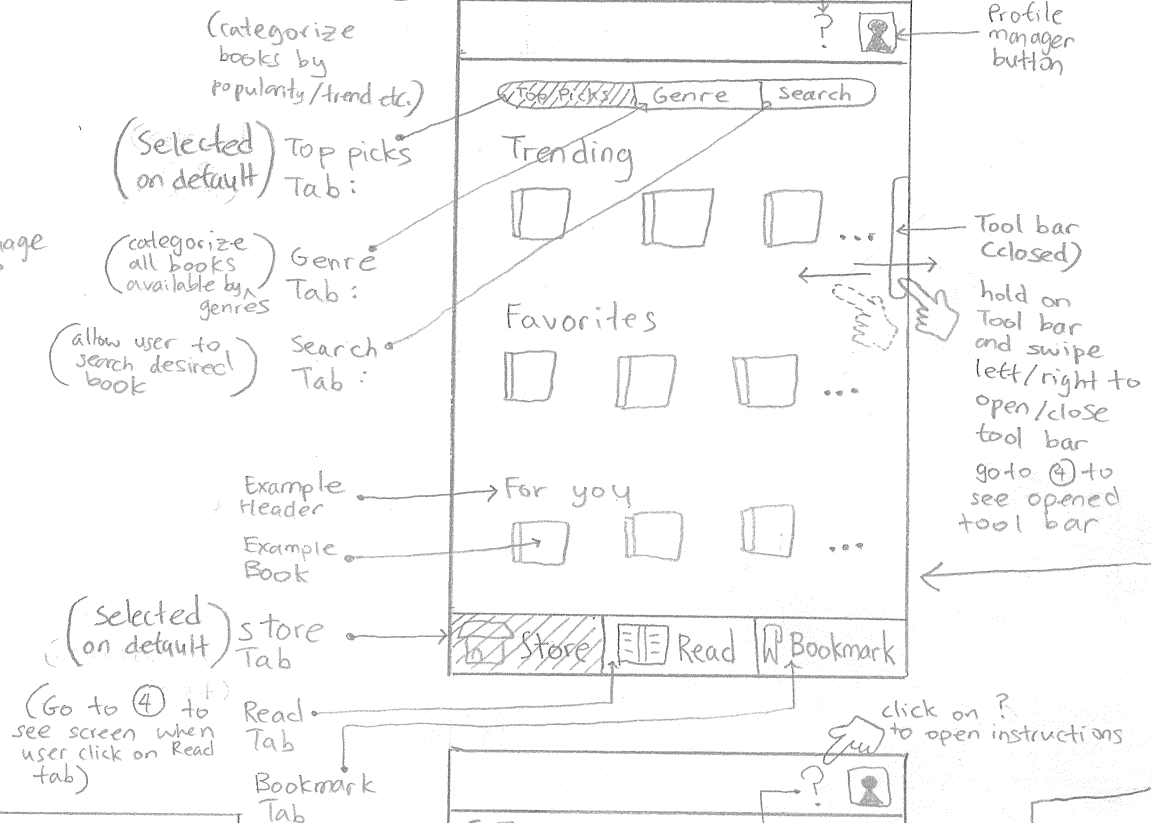 (categorize
books by
popularity/trend etc.)
(Selected
on default)
Top picks
Tab :
(categorize
all books
available by
genres)
Genre
Tab :
(allow user to
search desired
book)
Search
Tab :
Example
Header
Example
Book
(Selected
on default)
Store
Tab
(Go to ④ to
see screen when
user click on Read
tab)
Read
Tab
Bookmark
Tab
?
Top picks
Genre
Search
Trending
...
Favorites
...
For you
...
Store
Read
Bookmark
Profile
manager
button
Tool bar
(closed)
hold on
Tool bar
and swipe
left/right to
open/close
tool bar
go to ④ to
see opened
tool bar
click on ?
to open instructions
?